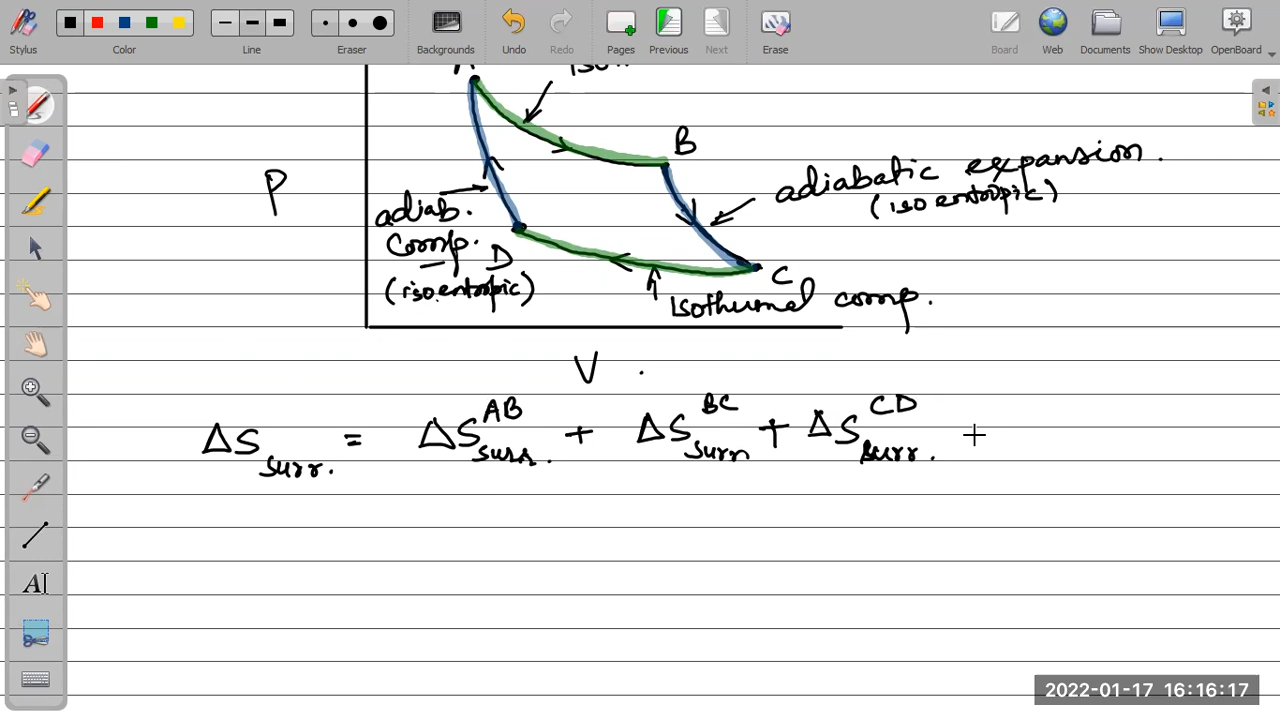 Stylus Color Line Eraser Backgrounds Undo Redo Pages Previous Next Erase Board Web Documents Show Desktop OpenBoard
A
B
adiabatic expansion.
(isoentropic)
P
adiab.
Comp.
D
(isoentropic)
C
Isothermal comp.
V .
ΔS surr. = ΔS AB surr. + ΔS BC surr + ΔS CD surr. +
AI
2022-01-17 16:16:17